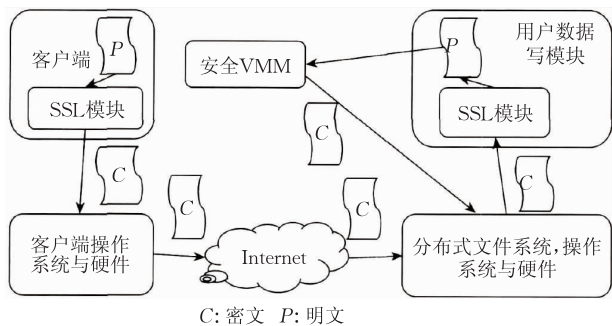 客户端
P
SSL模块
C
客户端操作
系统与硬件
C
Internet
安全VMM
C
C
用户数据
写模块
P
SSL模块
C
分布式文件系统,操作
系统与硬件
C: 密文 P: 明文